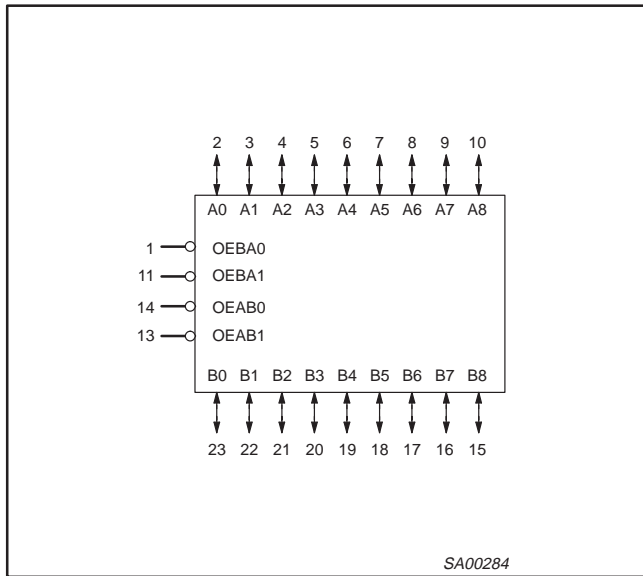 2 3 4 5 6 7 8 9 10
A0 A1 A2 A3 A4 A5 A6 A7 A8
1 OEBA0
11 OEBA1
14 OEAB0
13 OEAB1
B0 B1 B2 B3 B4 B5 B6 B7 B8
23 22 21 20 19 18 17 16 15
SA00284